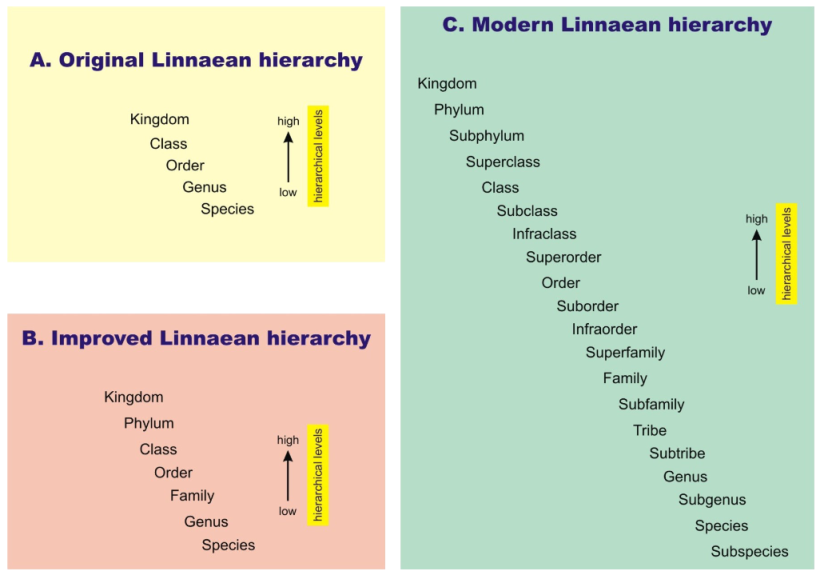 A. Original Linnaean hierarchy
Kingdom
Class
Order
Genus
Species
high
low
hierarchical levels
B. Improved Linnaean hierarchy
Kingdom
Phylum
Class
Order
Family
Genus
Species
high
low
hierarchical levels
C. Modern Linnaean hierarchy
Kingdom
Phylum
Subphylum
Superclass
Class
Subclass
Infraclass
Superorder
Order
Suborder
Infraorder
Superfamily
Family
Subfamily
Tribe
Subtribe
Genus
Subgenus
Species
Subspecies
high
low
hierarchical levels